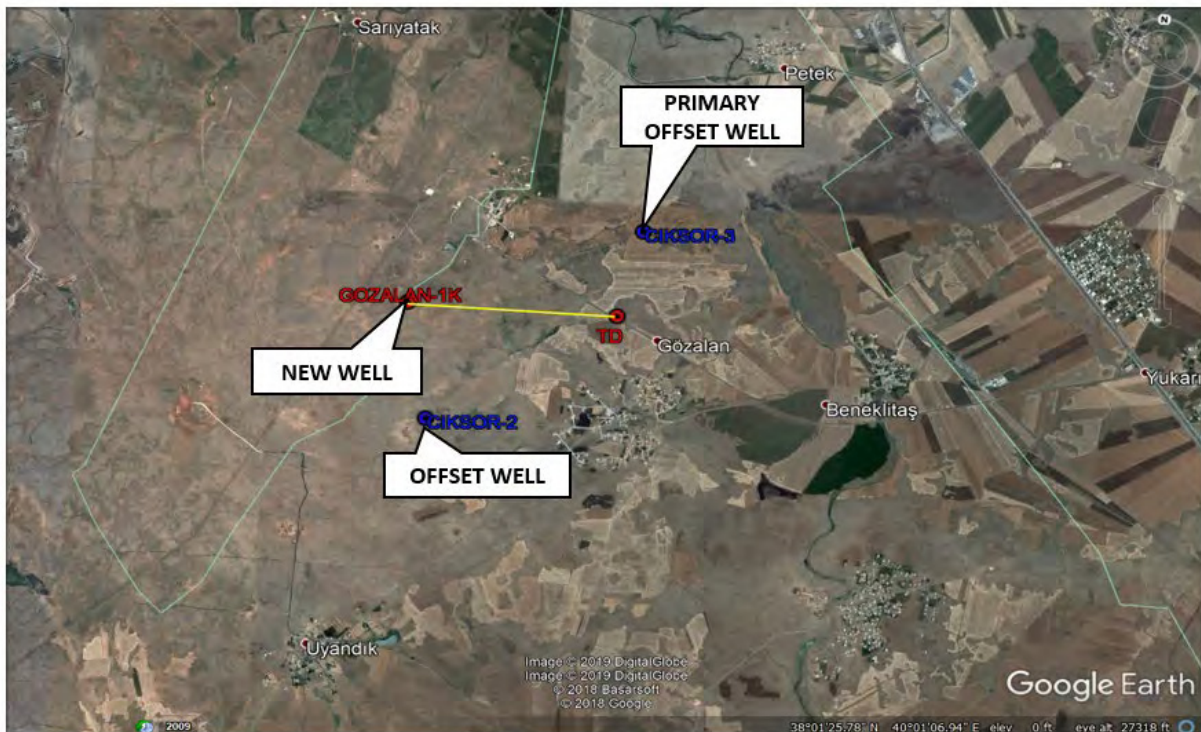 Sarıyatak
Petek
PRIMARY
OFFSET WELL
CIKSOR-3
GOZALAN-1K
TD
Gözalan
NEW WELL
Yukarı
Beneklitaş
CIKSOR-2
OFFSET WELL
Uyandık
Image © 2019 DigitalGlobe
Image © 2019 DigitalGlobe
© 2018 Basarsoft
© 2018 Google
Google Earth
2009
38°01'25.78" N 40°01'06.94" E elev 0 ft eye alt 27318 ft
N